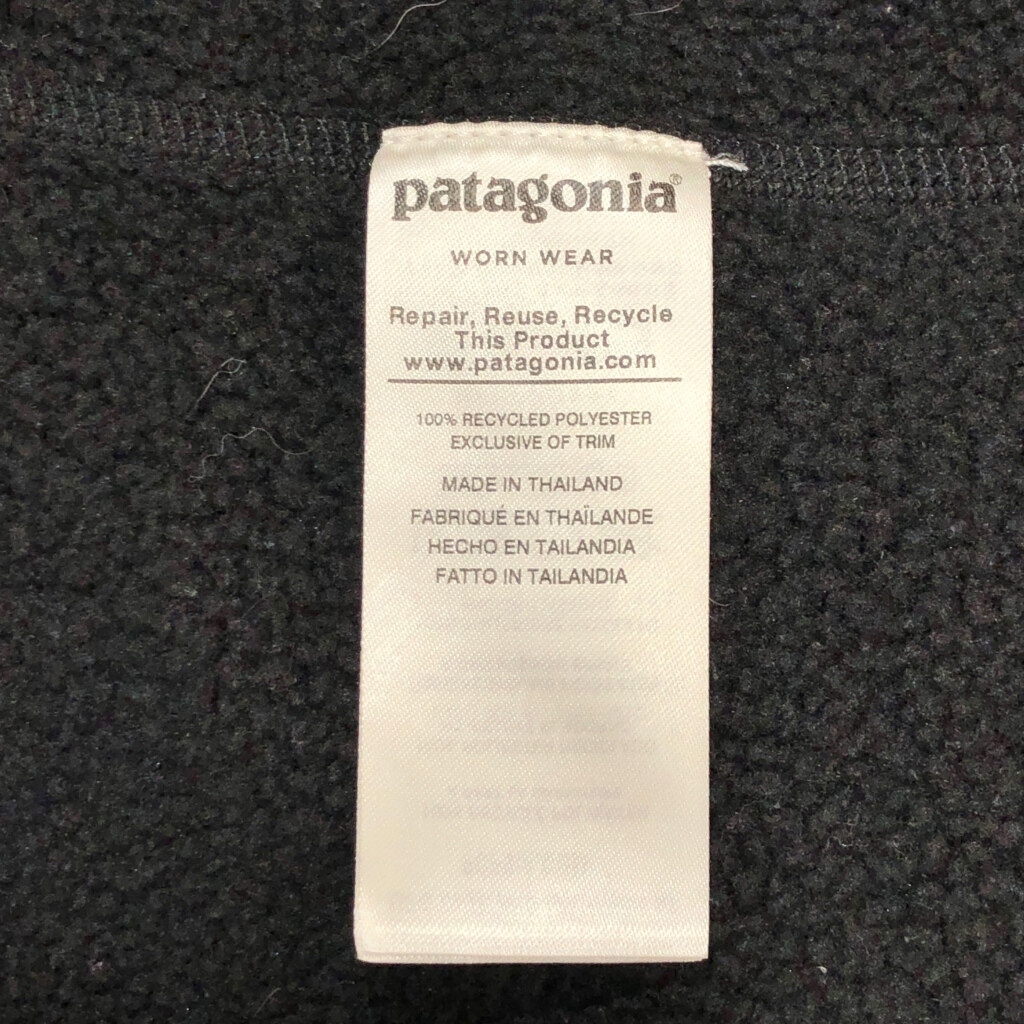 patagonia®
WORN WEAR
Repair, Reuse, Recycle
This Product
www.patagonia.com
100% RECYCLED POLYESTER
EXCLUSIVE OF TRIM
MADE IN THAILAND
FABRIQUÉ EN THAÏLANDE
HECHO EN TAILANDIA
FATTO IN TAILANDIA